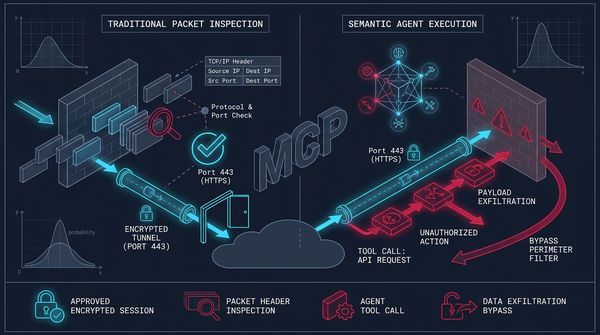 TRADITIONAL PACKET INSPECTION
SEMANTIC AGENT EXECUTION
y
x
TCP/IP Header
Source IP Dest IP
Src Port Dest Port
Protocol &
Port Check
Port 443
(HTTPS)
ENCRYPTED
TUNNEL
(PORT 443)
y
probability
x
MCP
y
x
Port 443
(HTTPS)
TOOL CALL:
API REQUEST
UNAUTHORIZED
ACTION
PAYLOAD
EXFILTRATION
BYPASS
PERIMETER
FILTER
APPROVED
ENCRYPTED SESSION
PACKET HEADER
INSPECTION
AGENT
TOOL CALL
DATA EXFILTRATION
BYPASS